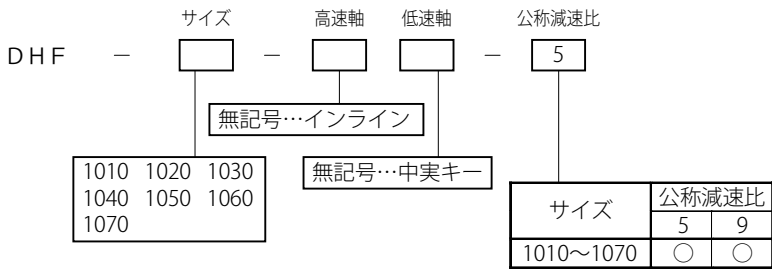 サイズ 高速軸 低速軸 公称減速比
DHF － － － 5
無記号…インライン
1010 1020 1030
1040 1050 1060
1070
無記号…中実キー
サイズ 公称減速比
5 9
1010～1070 ○ ○